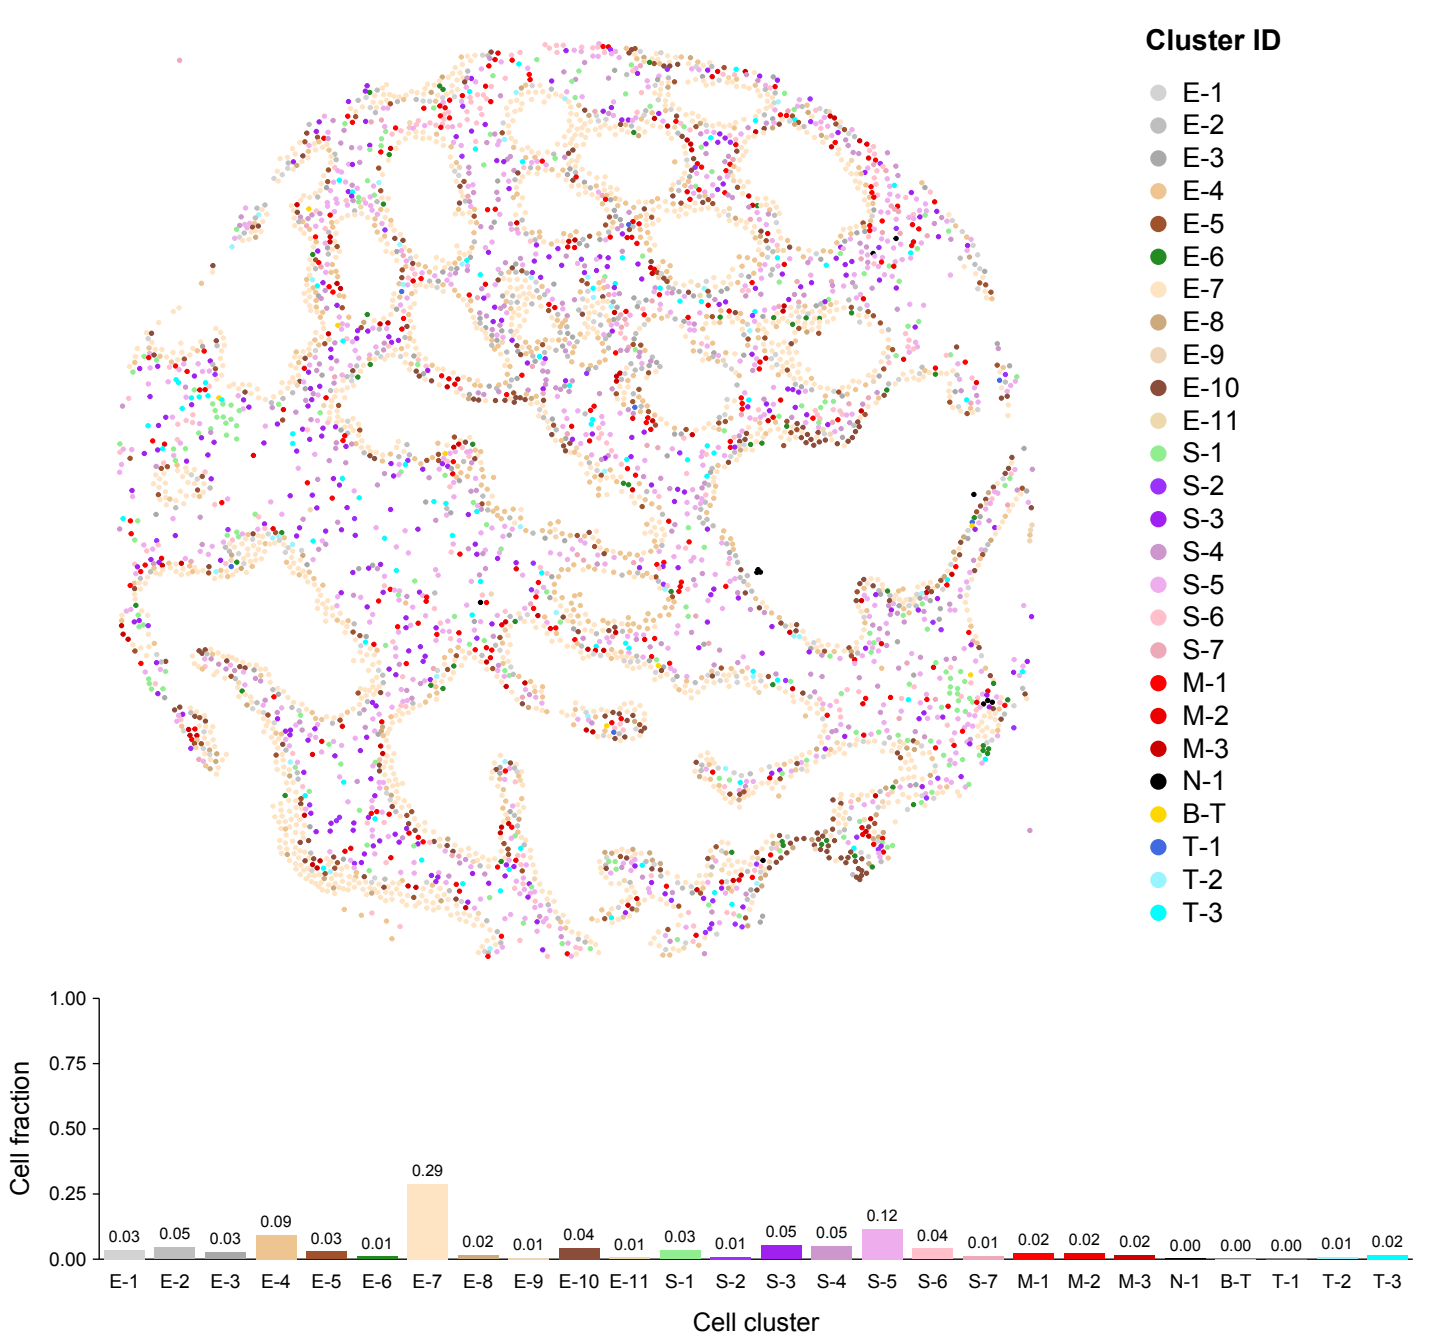 Cluster ID
E-1
E-2
E-3
E-4
E-5
E-6
E-7
E-8
E-9
E-10
E-11
S-1
S-2
S-3
S-4
S-5
S-6
S-7
M-1
M-2
M-3
N-1
B-T
T-1
T-2
T-3
1.00
0.75
0.50
0.25
0.00
Cell fraction
0.03 0.05 0.03 0.09 0.03 0.01 0.29 0.02 0.01 0.04 0.01 0.03 0.01 0.05 0.05 0.12 0.04 0.01 0.02 0.02 0.02 0.00 0.00 0.00 0.01 0.02
E-1 E-2 E-3 E-4 E-5 E-6 E-7 E-8 E-9 E-10 E-11 S-1 S-2 S-3 S-4 S-5 S-6 S-7 M-1 M-2 M-3 N-1 B-T T-1 T-2 T-3
Cell cluster